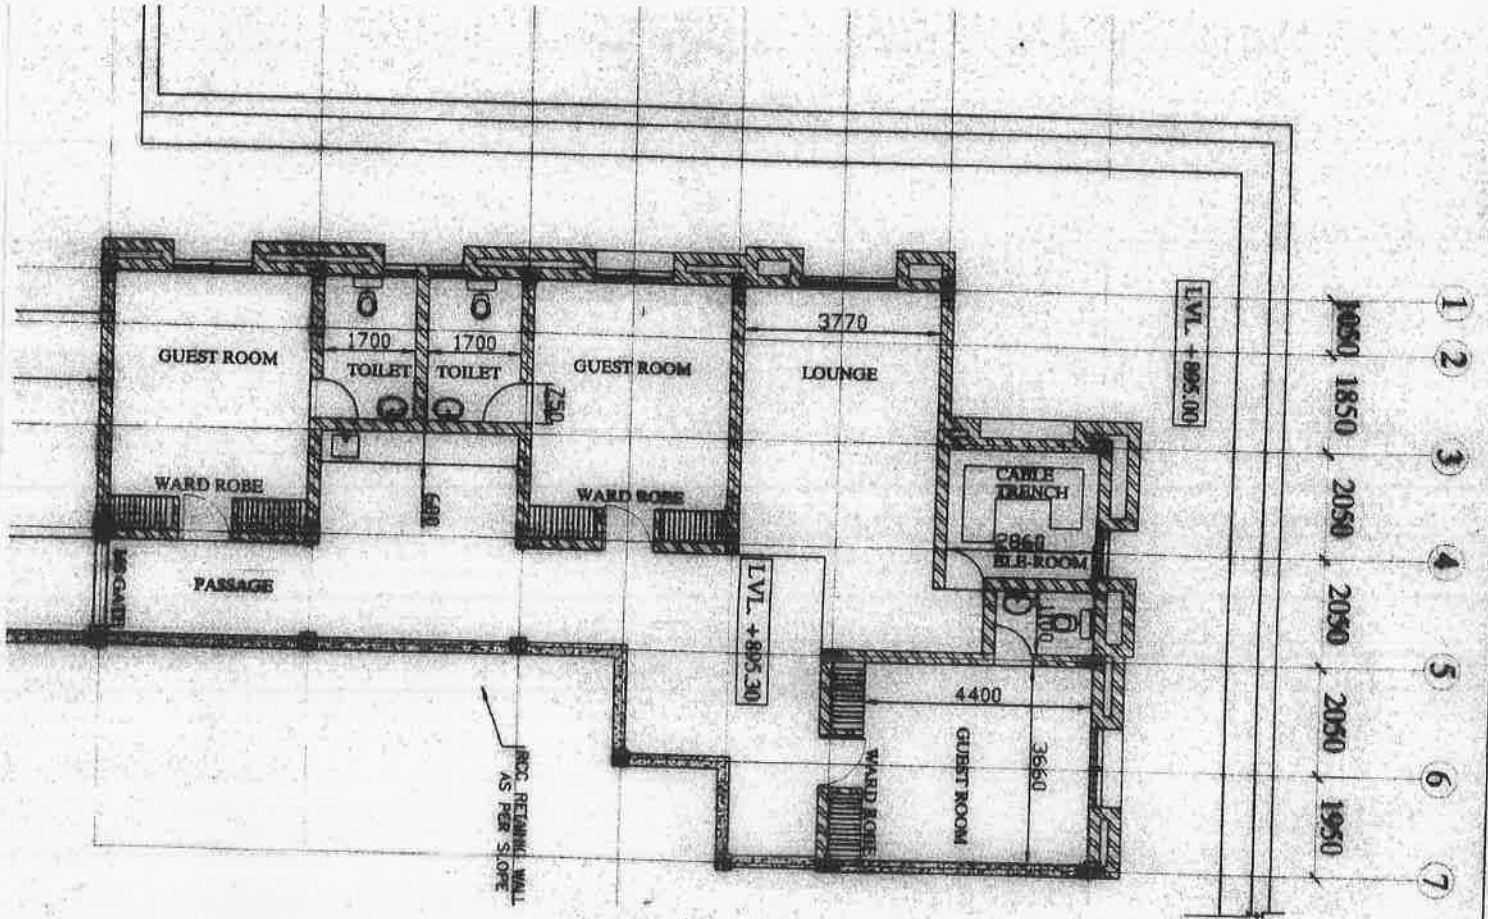 1
1050
2
LVL. +895.00
3770
1700
1700
GUEST ROOM
TOILET
TOILET
GUEST ROOM
LOUNGE
1850
750
3
CABLE
TRENCH
WARD ROBE
WARD ROBE
600
2050
2860
ELE-ROOM
4
PASSAGE
LVL. +895.30
2050
5
4400
2050
WARD ROBE
GUEST ROOM
3660
6
RCC. RETAINING WALL
AS PER SLOPE
1950
7